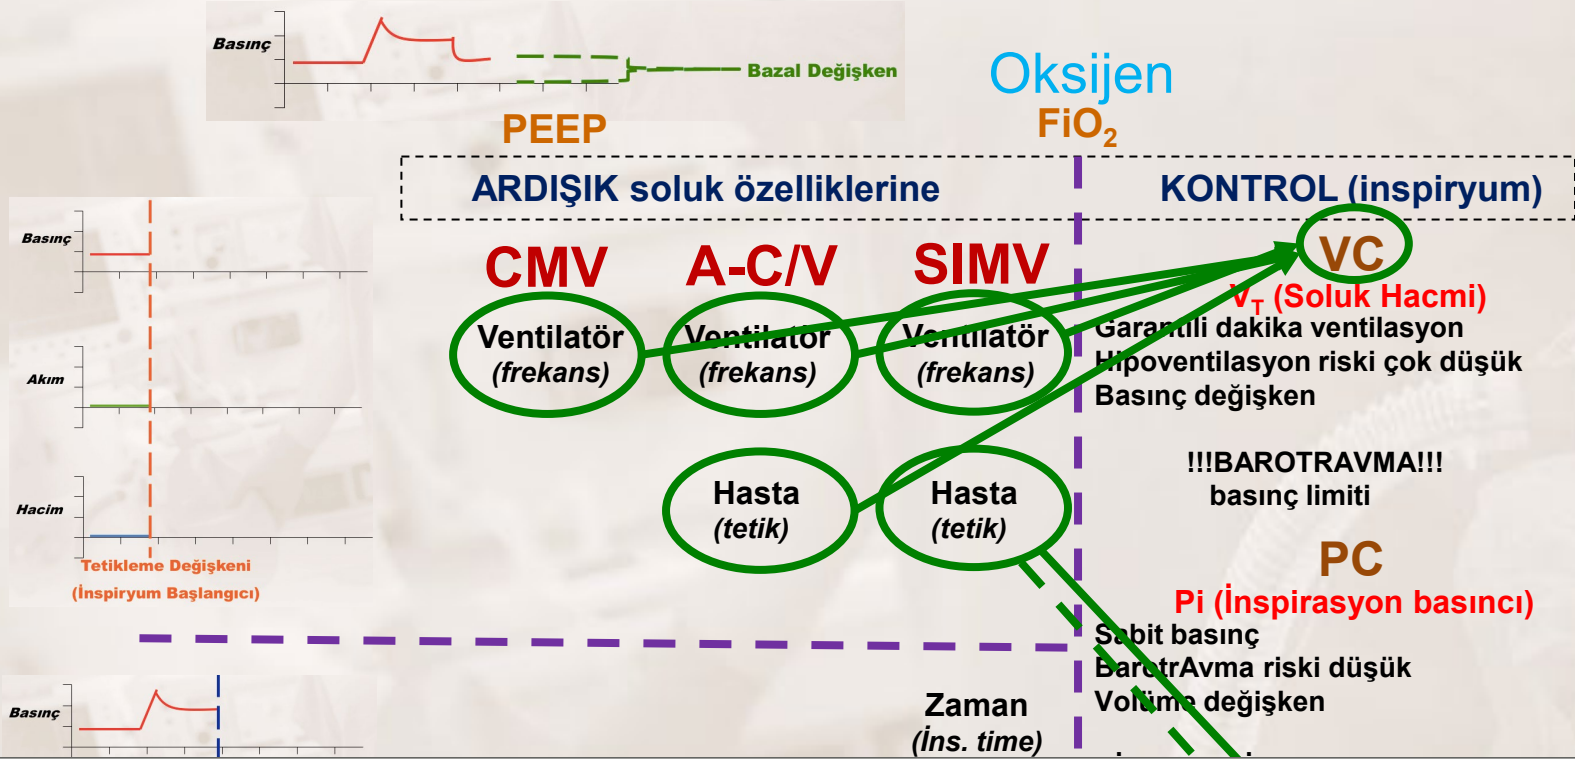 Basınç
Bazal Değişken
Oksijen
PEEP
FiO2
ARDIŞIK soluk özelliklerine
KONTROL (inspiryum)
Basınç
Akım
Hacim
Tetikleme Değişkeni
(İnspiryum Başlangıcı)
CMV
A-C/V
SIMV
Ventilatör
(frekans)
Ventilatör
(frekans)
Ventilatör
(frekans)
Hasta
(tetik)
Hasta
(tetik)
VC
VT (Soluk Hacmi)
Garantili dakika ventilasyon
Hipoventilasyon riski çok düşük
Basınç değişken
!!!BAROTRAVMA!!!
basınç limiti
PC
Pi (İnspirasyon basıncı)
Sabit basınç
BarotrAvma riski düşük
Volüme değişken
Basınç
Zaman
(İns. time)